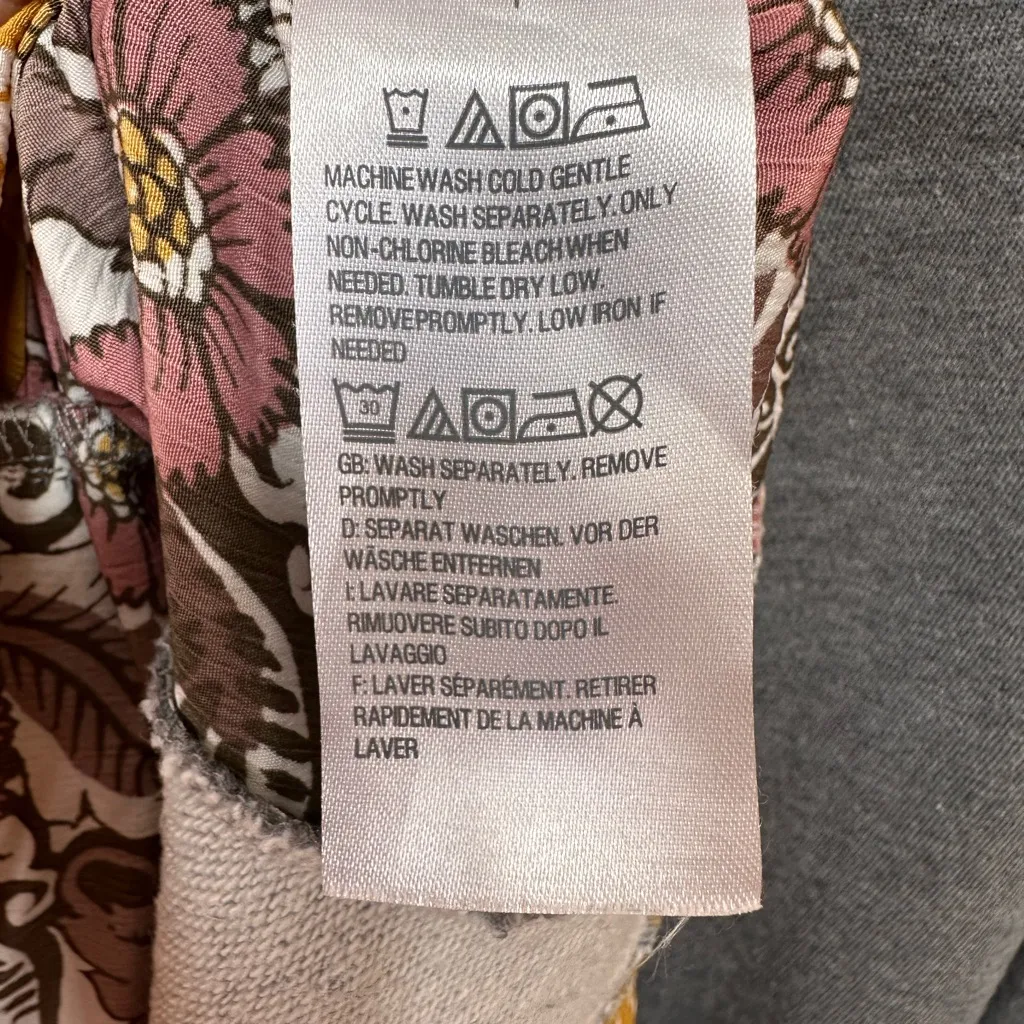 MACHINE WASH COLD GENTLE
CYCLE. WASH SEPARATELY. ONLY
NON-CHLORINE BLEACH WHEN
NEEDED. TUMBLE DRY LOW.
REMOVE PROMPTLY. LOW IRON IF
NEEDED
30
GB: WASH SEPARATELY. REMOVE
PROMPTLY
D: SEPARAT WASCHEN. VOR DER
WÄSCHE ENTFERNEN
I: LAVARE SEPARATAMENTE.
RIMUOVERE SUBITO DOPO IL
LAVAGGIO
F: LAVER SÉPARÉMENT. RETIRER
RAPIDEMENT DE LA MACHINE À
LAVER